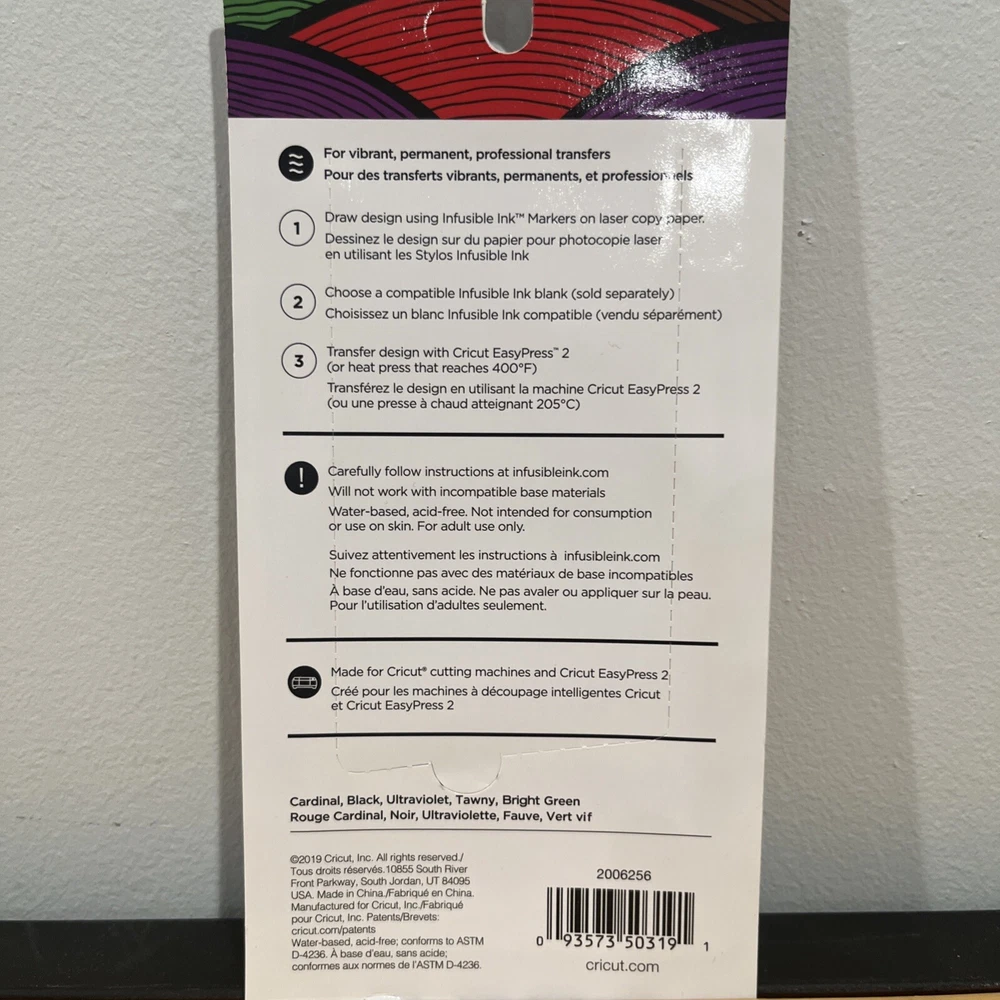 For vibrant, permanent, professional transfers
Pour des transferts vibrants, permanents, et professionnels
1
Draw design using Infusible Ink™ Markers on laser copy paper.
Dessinez le design sur du papier pour photocopie laser
en utilisant les Stylos Infusible Ink
2
Choose a compatible Infusible Ink blank (sold separately)
Choisissez un blanc Infusible Ink compatible (vendu séparément)
3
Transfer design with Cricut EasyPress™ 2
(or heat press that reaches 400°F)
Transférez le design en utilisant la machine Cricut EasyPress 2
(ou une presse à chaud atteignant 205°C)
!
Carefully follow instructions at infusibleink.com
Will not work with incompatible base materials
Water-based, acid-free. Not intended for consumption
or use on skin. For adult use only.
Suivez attentivement les instructions à infusibleink.com
Ne fonctionne pas avec des matériaux de base incompatibles
À base d'eau, sans acide. Ne pas avaler ou appliquer sur la peau.
Pour l'utilisation d'adultes seulement.
Made for Cricut® cutting machines and Cricut EasyPress 2
Créé pour les machines à découpage intelligentes Cricut
et Cricut EasyPress 2
Cardinal, Black, Ultraviolet, Tawny, Bright Green
Rouge Cardinal, Noir, Ultraviolette, Fauve, Vert vif
©2019 Cricut, Inc. All rights reserved./
Tous droits réservés.10855 South River
Front Parkway, South Jordan, UT 84095
USA. Made in China./Fabriqué en China.
Manufactured for Cricut, Inc./Fabriqué
pour Cricut, Inc. Patents/Brevets:
cricut.com/patents
Water-based, acid-free; conforms to ASTM
D-4236. À base d'eau, sans acide;
conformes aux normes de l'ASTM D-4236.
2006256
0 93573 50319 1
cricut.com